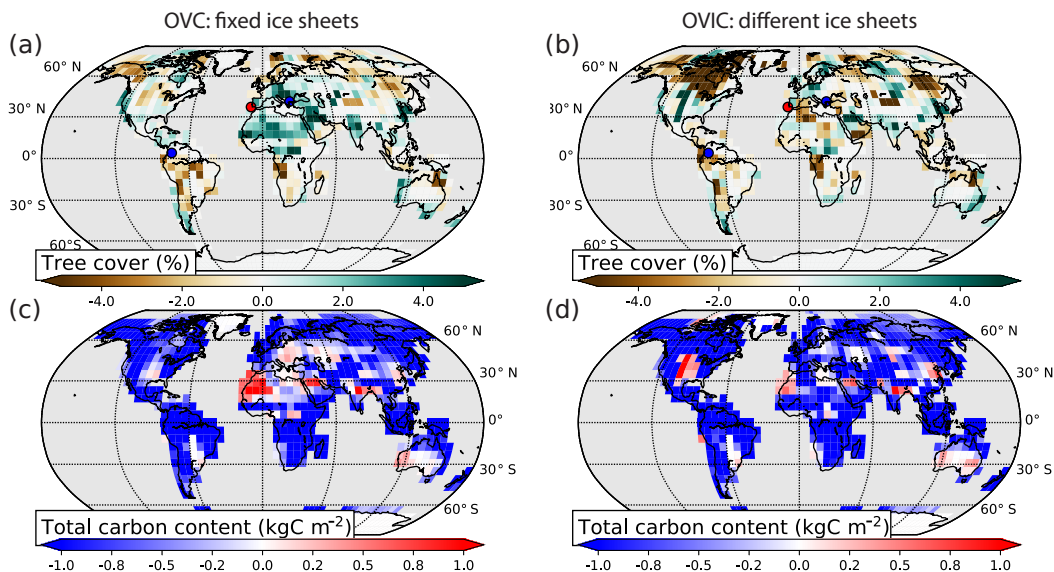 OVC: fixed ice sheets
OVIC: different ice sheets
(a)
(b)
60° N
30° N
0°
30° S
60°S
60° N
30° N
0°
30° S
60°S
Tree cover (%)
Tree cover (%)
-4.0 -2.0 0.0 2.0 4.0
-4.0 -2.0 0.0 2.0 4.0
(c)
(d)
60° N
30° N
0°
30° S
60° S
60° N
30° N
0°
30° S
60° S
Total carbon content (kgC m⁻²)
Total carbon content (kgC m⁻²)
-1.0 -0.8 -0.5 -0.2 0.0 0.2 0.5 0.8 1.0
-1.0 -0.8 -0.5 -0.2 0.0 0.2 0.5 0.8 1.0